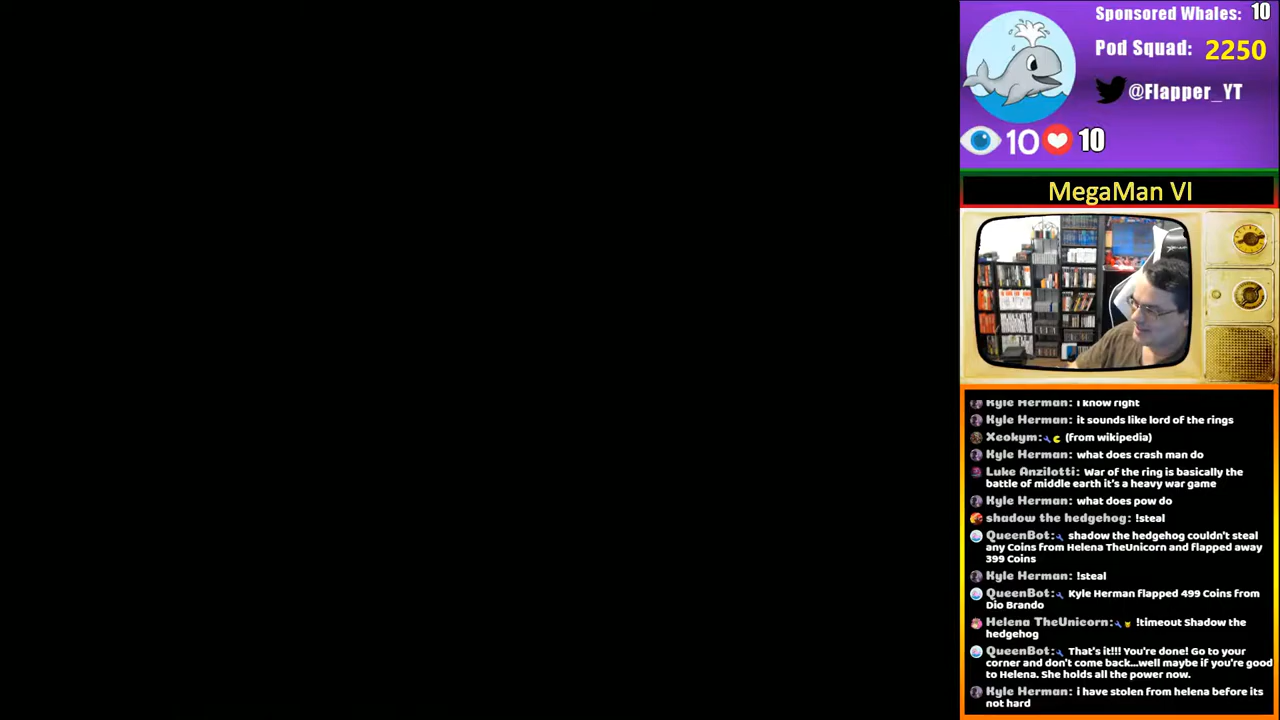 Sponsored Whales: 10
Pod Squad: 2250
@Flapper_YT
10 10
MegaMan VI
Kyle Herman: i know right
Kyle Herman: it sounds like lord of the rings
Xeokym: (from wikipedia)
Kyle Herman: what does crash man do
Luke Anzilotti: War of the ring is basically the
battle of middle earth it's a heavy war game
Kyle Herman: what does pow do
shadow the hedgehog: !steal
QueenBot: shadow the hedgehog couldn't steal
any Coins from Helena TheUnicorn and flapped away
399 Coins
Kyle Herman: !steal
QueenBot: Kyle Herman flapped 499 Coins from
Dio Brando
Helena TheUnicorn: !timeout Shadow the
hedgehog
QueenBot: That's it!!! You're done! Go to your
corner and don't come back...well maybe if you're good
to Helena. She holds all the power now.
Kyle Herman: i have stolen from helena before its
not hard